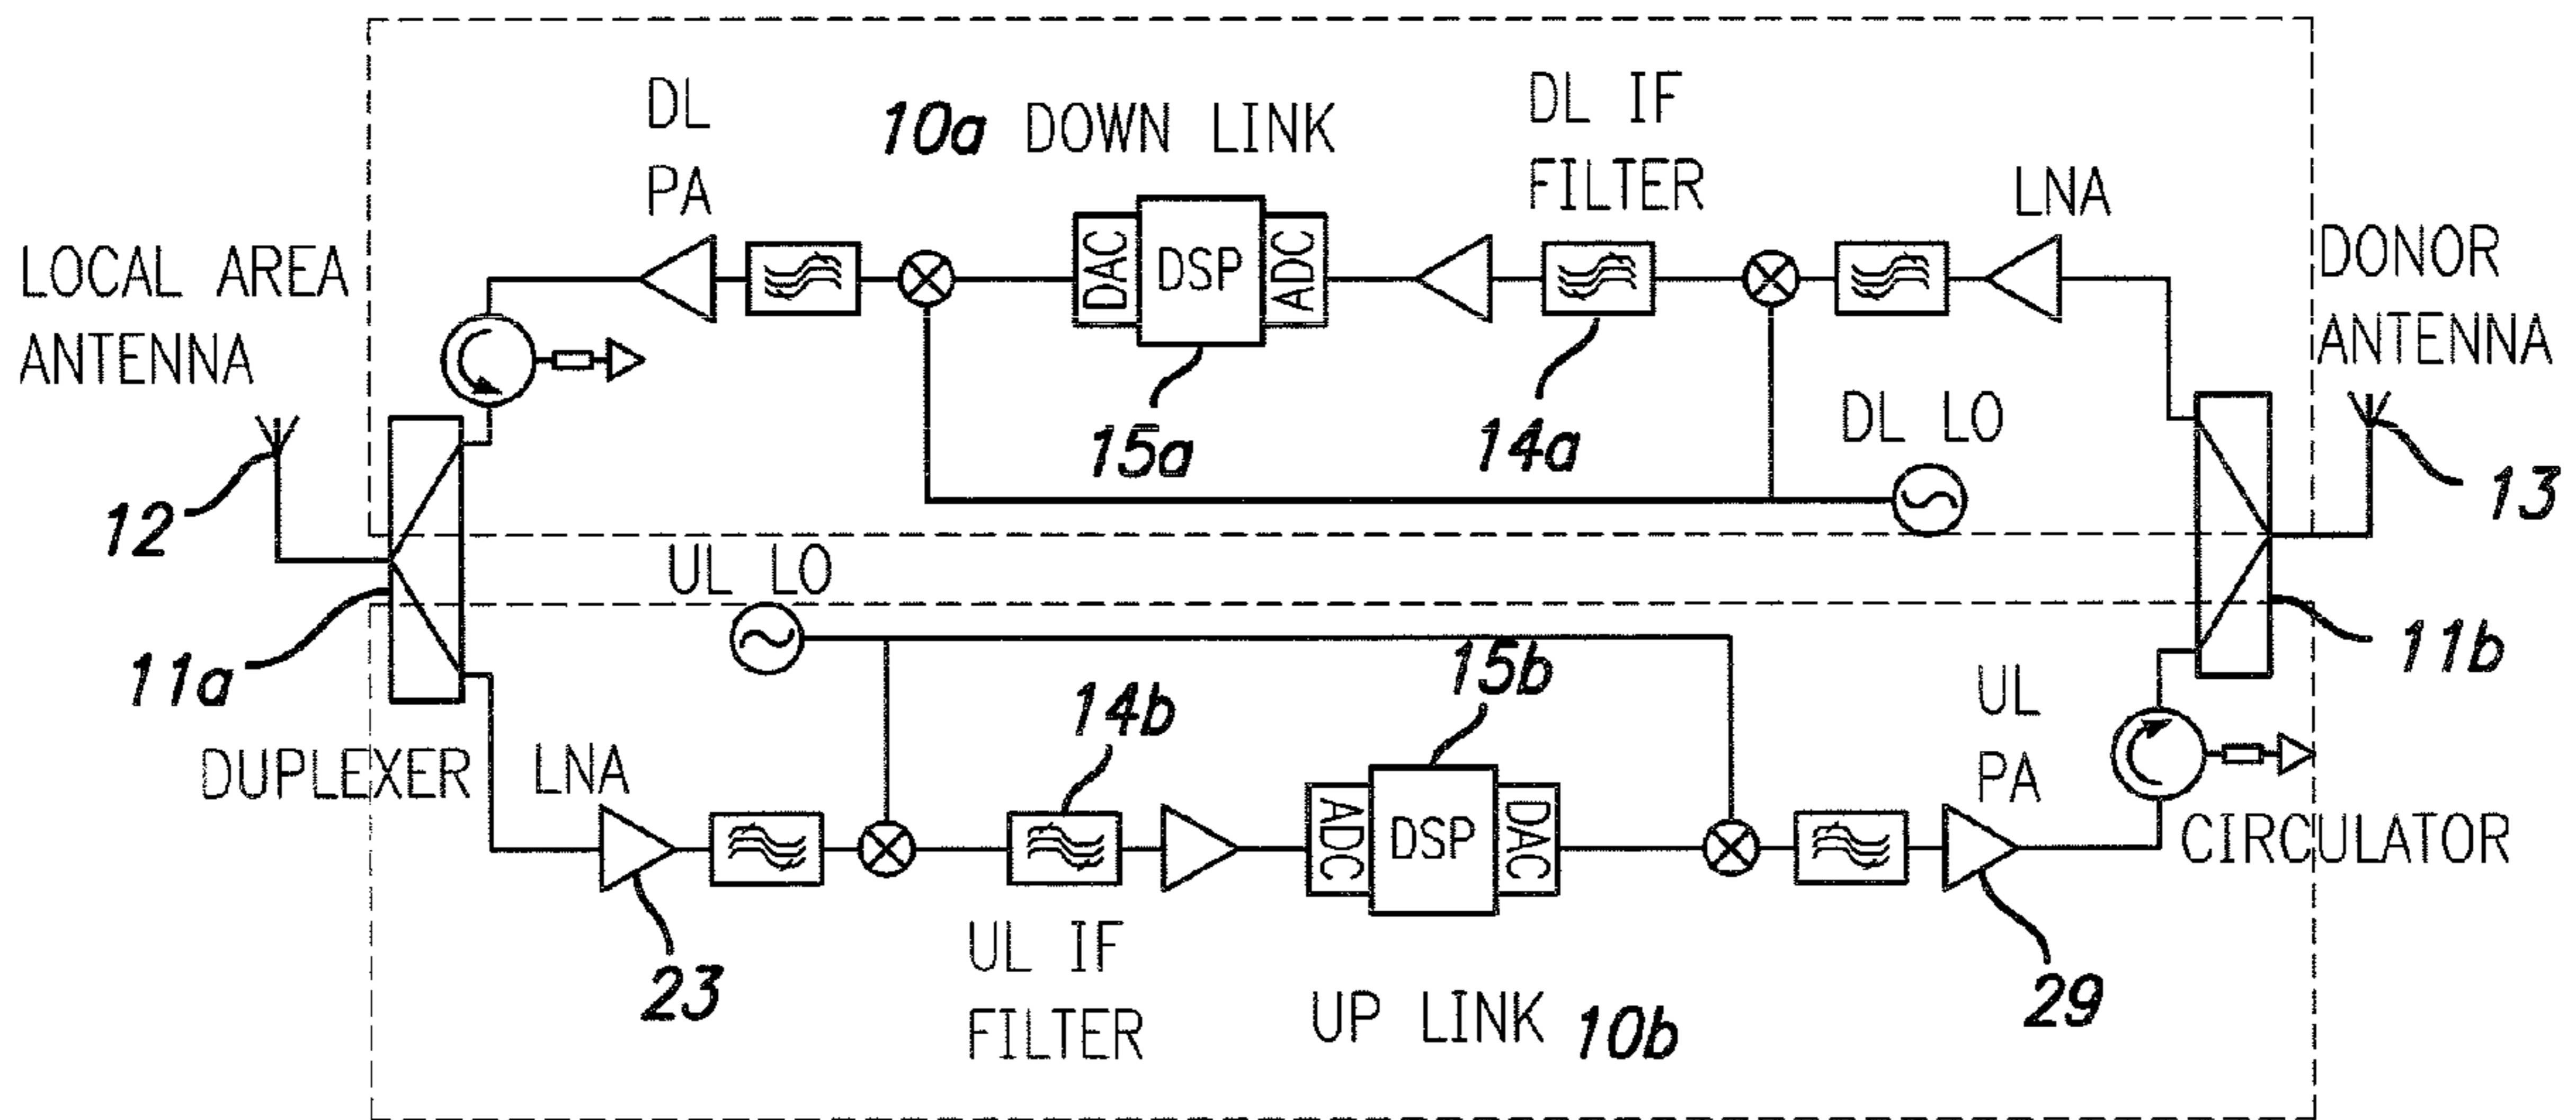 DL
PA
10a DOWN LINK
DL IF
FILTER
LNA
LOCAL AREA
ANTENNA
DAC
DSP
ADC
DONOR
ANTENNA
15a
14a
DL LO
12
13
UL LO
11a
11b
DUPLEXER
LNA
14b
15b
UL
PA
ADC
DSP
DAC
CIRCULATOR
23
UL IF
FILTER
UP LINK 10b
29